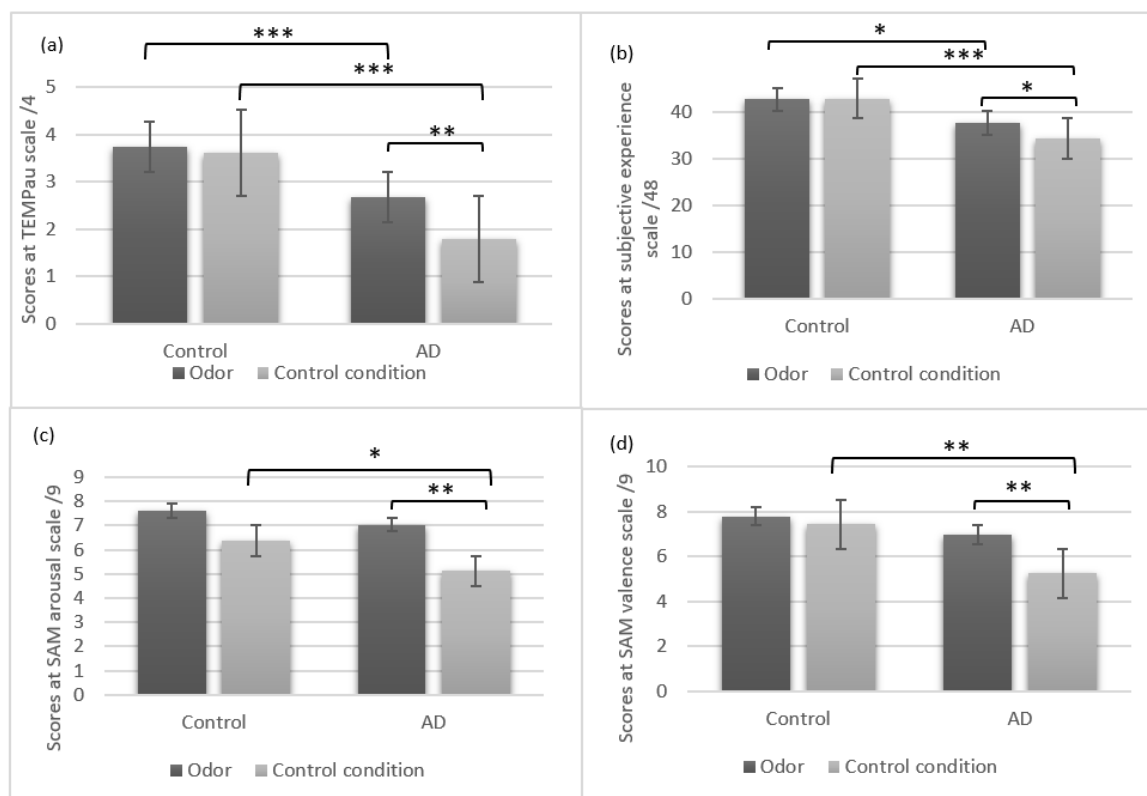 (a)
***
***
**
Scores at TEMPau scale /4
5
4
3
2
1
0
Control AD
Odor Control condition
(b)
*
***
*
Scores at subjective experience
scale /48
40
30
20
10
0
Control AD
Odor Control condition
(c)
*
**
Scores at SAM arousal scale /9
9
8
7
6
5
4
3
2
1
0
Control AD
Odor Control condition
(d)
**
**
Scores at SAM valence scale /9
10
8
6
4
2
0
Control AD
Odor Control condition